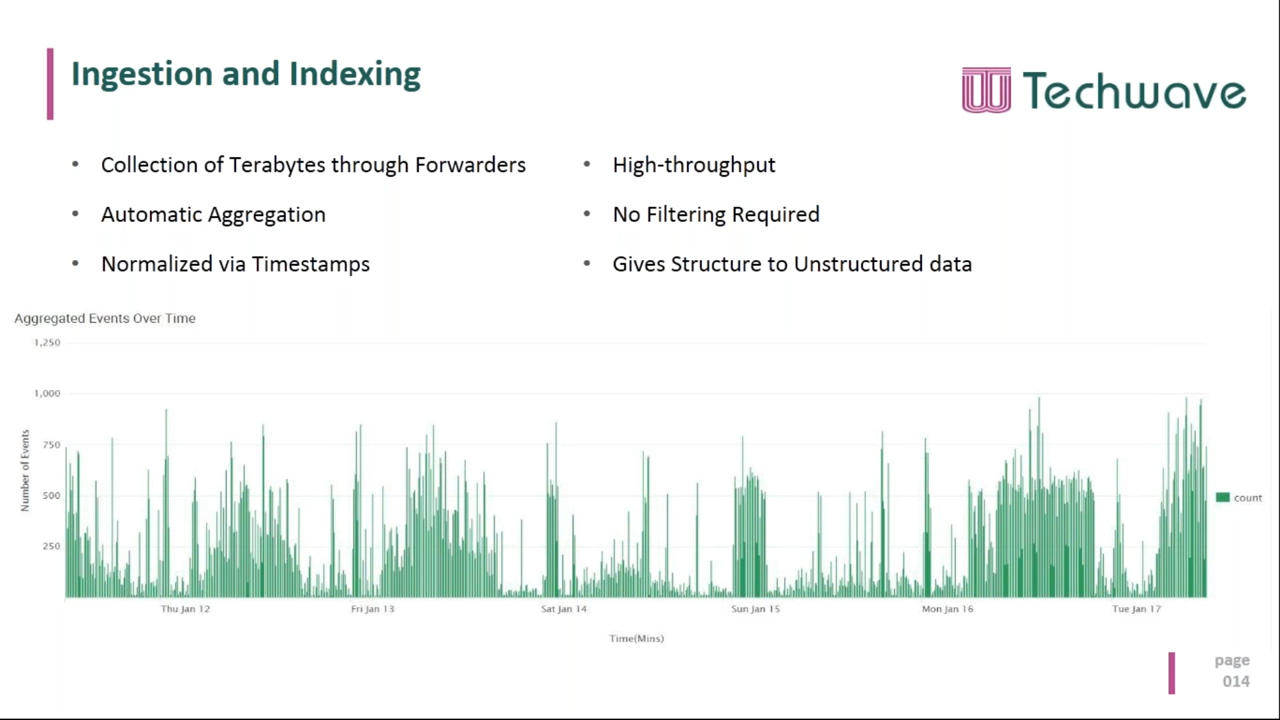 Ingestion and Indexing
Techwave
• Collection of Terabytes through Forwarders
• Automatic Aggregation
• Normalized via Timestamps
• High-throughput
• No Filtering Required
• Gives Structure to Unstructured data
Aggregated Events Over Time
1,250
1,000
750
500
250
Number of Events
Thu Jan 12
Fri Jan 13
Sat Jan 14
Sun Jan 15
Mon Jan 16
Tue Jan 17
Time(Mins)
count
page
014